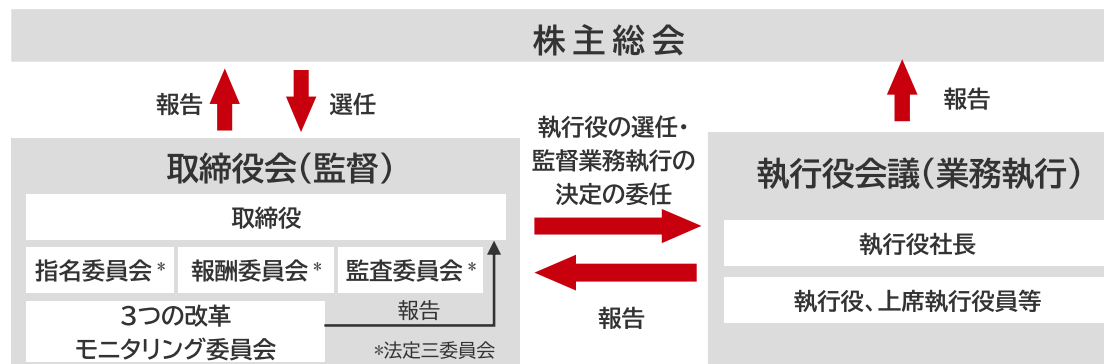 株主総会
報告
選任
報告
執行役の選任・
監督業務執行の
決定の委任
取締役会(監督)
取締役
指名委員会*
報酬委員会*
監査委員会*
3つの改革
モニタリング委員会
報告
*法定三委員会
報告
執行役会議(業務執行)
執行役社長
執行役、上席執行役員等